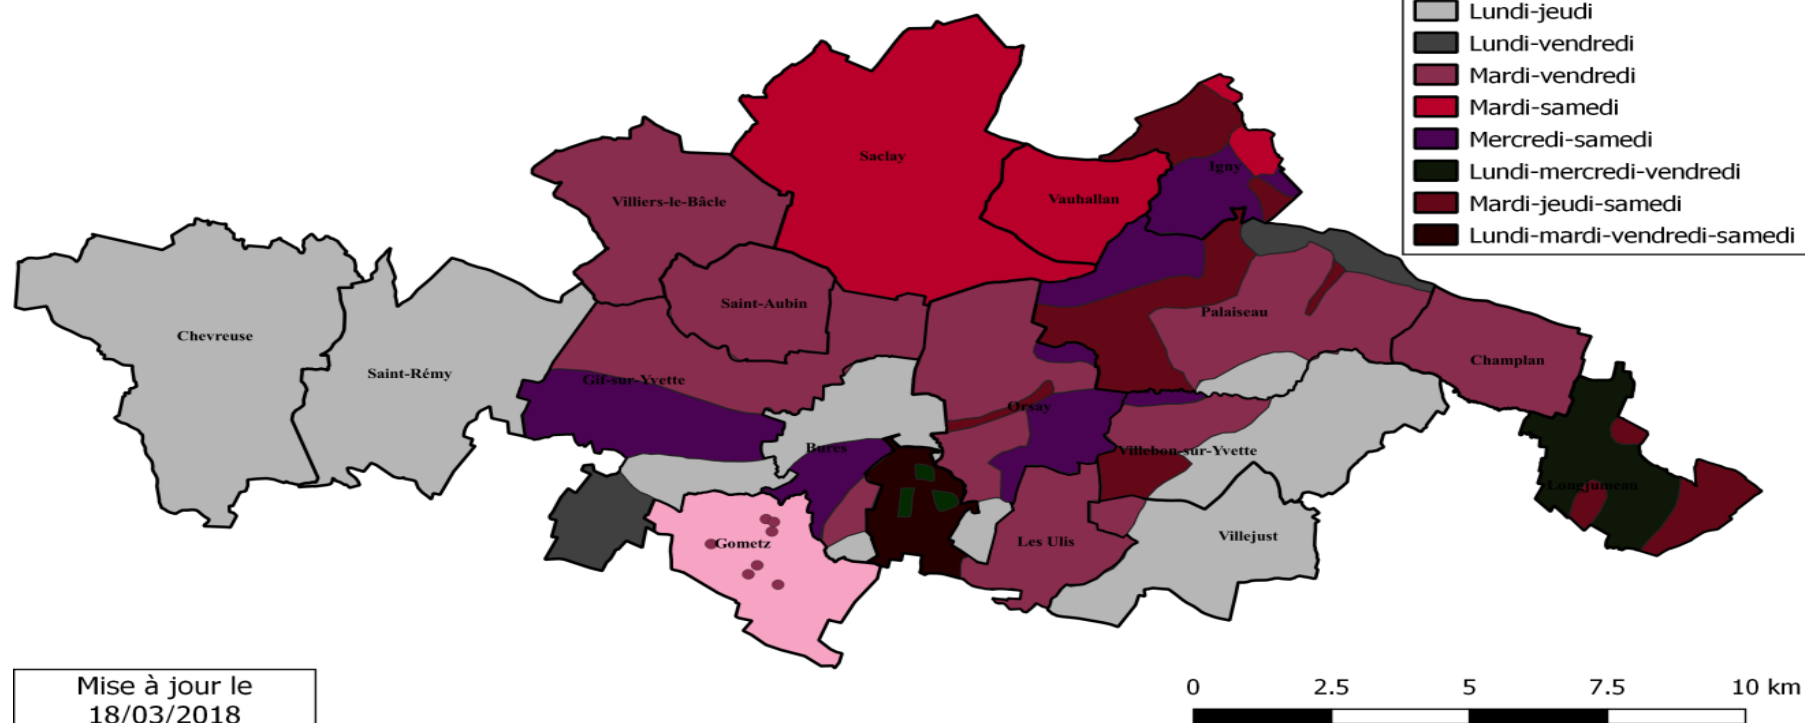 Lundi-jeudi
Lundi-vendredi
Mardi-vendredi
Mardi-samedi
Mercredi-samedi
Lundi-mercredi-vendredi
Mardi-jeudi-samedi
Lundi-mardi-vendredi-samedi
Saclay
Igny
Vauhallan
Villiers-le-Bâcle
Saint-Aubin
Palaiseau
Chevreuse
Champlan
Saint-Rémy
Gif-sur-Yvette
Orsay
Bures
Villebon-sur-Yvette
Longjumeau
Villejust
Les Ulis
Gometz
Mise à jour le
18/03/2018
0 2.5 5 7.5 10 km